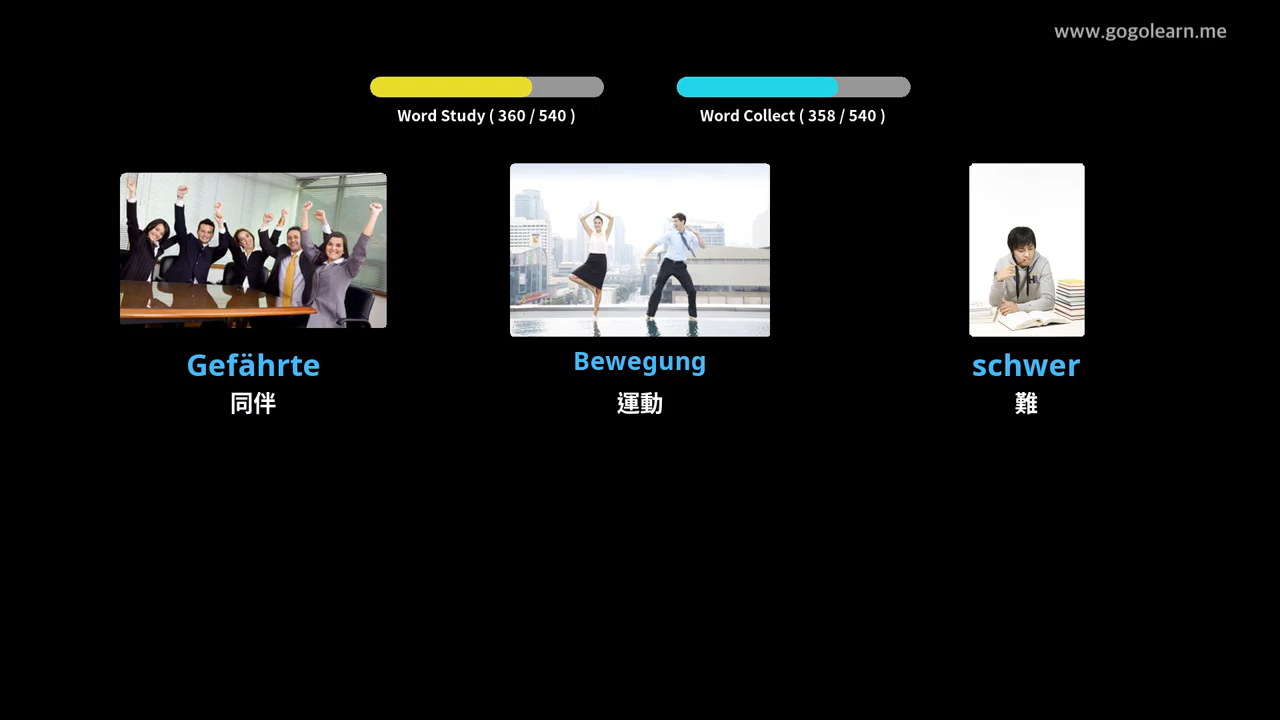 www.gogolearn.me
Word Study ( 360 / 540 )
Word Collect ( 358 / 540 )
Gefährte
Bewegung
schwer
同伴
運動
難